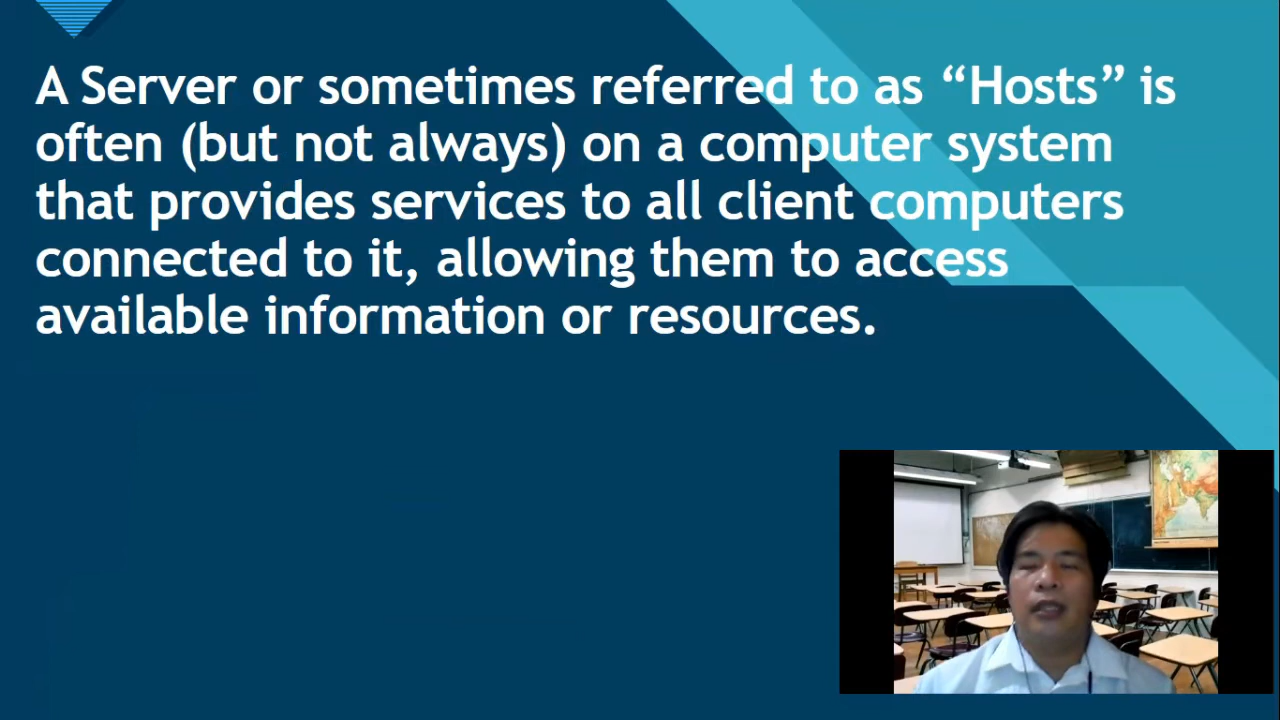 A Server or sometimes referred to as “Hosts” is
often (but not always) on a computer system
that provides services to all client computers
connected to it, allowing them to access
available information or resources.